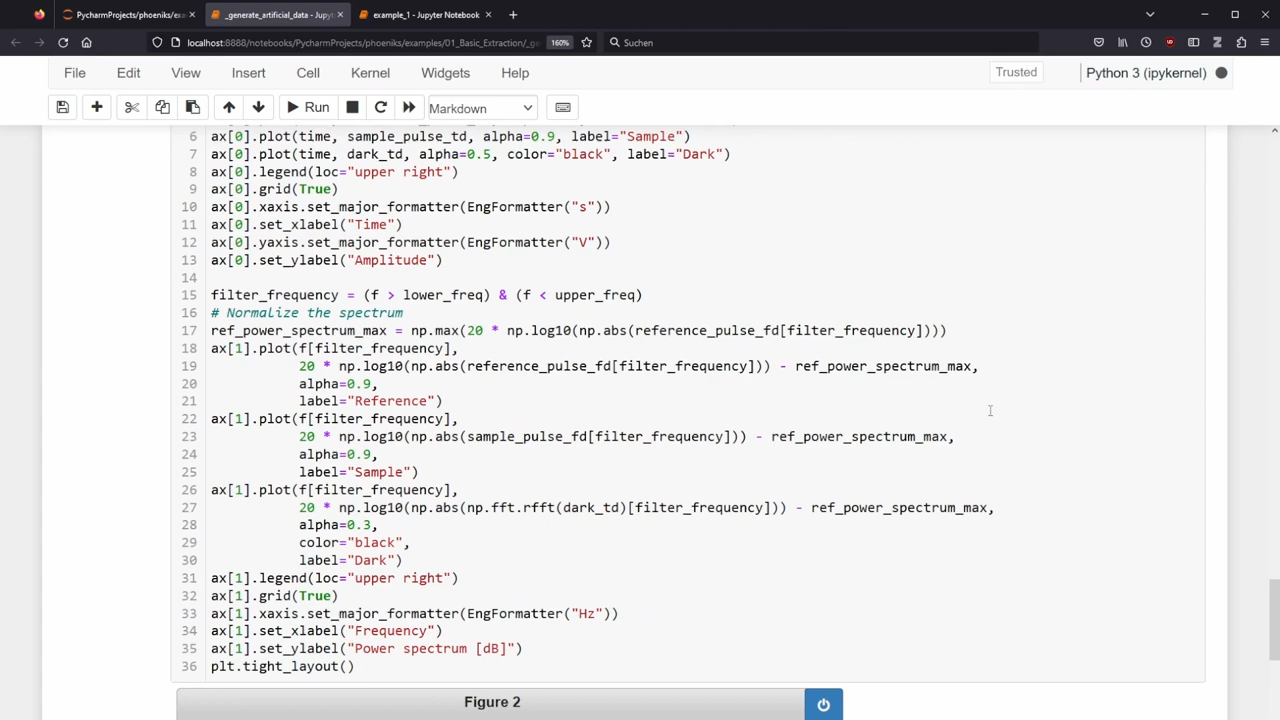 PycharmProjects/phoeniks/exa
_generate_artificial_data - Jupyt
example_1 - Jupyter Notebook
localhost:8888/notebooks/PycharmProjects/phoeniks/examples/01_Basic_Extraction/_ge
160%
Suchen
File Edit View Insert Cell Kernel Widgets Help
Trusted
Python 3 (ipykernel)
Run
Markdown
6 ax[0].plot(time, sample_pulse_td, alpha=0.9, label="Sample")
7 ax[0].plot(time, dark_td, alpha=0.5, color="black", label="Dark")
8 ax[0].legend(loc="upper right")
9 ax[0].grid(True)
10 ax[0].xaxis.set_major_formatter(EngFormatter("s"))
11 ax[0].set_xlabel("Time")
12 ax[0].yaxis.set_major_formatter(EngFormatter("V"))
13 ax[0].set_ylabel("Amplitude")
14
15 filter_frequency = (f > lower_freq) & (f < upper_freq)
16 # Normalize the spectrum
17 ref_power_spectrum_max = np.max(20 * np.log10(np.abs(reference_pulse_fd[filter_frequency])))
18 ax[1].plot(f[filter_frequency],
19 20 * np.log10(np.abs(reference_pulse_fd[filter_frequency])) - ref_power_spectrum_max,
20 alpha=0.9,
21 label="Reference")
22 ax[1].plot(f[filter_frequency],
23 20 * np.log10(np.abs(sample_pulse_fd[filter_frequency])) - ref_power_spectrum_max,
24 alpha=0.9,
25 label="Sample")
26 ax[1].plot(f[filter_frequency],
27 20 * np.log10(np.abs(np.fft.rfft(dark_td)[filter_frequency])) - ref_power_spectrum_max,
28 alpha=0.3,
29 color="black",
30 label="Dark")
31 ax[1].legend(loc="upper right")
32 ax[1].grid(True)
33 ax[1].xaxis.set_major_formatter(EngFormatter("Hz"))
34 ax[1].set_xlabel("Frequency")
35 ax[1].set_ylabel("Power spectrum [dB]")
36 plt.tight_layout()
Figure 2